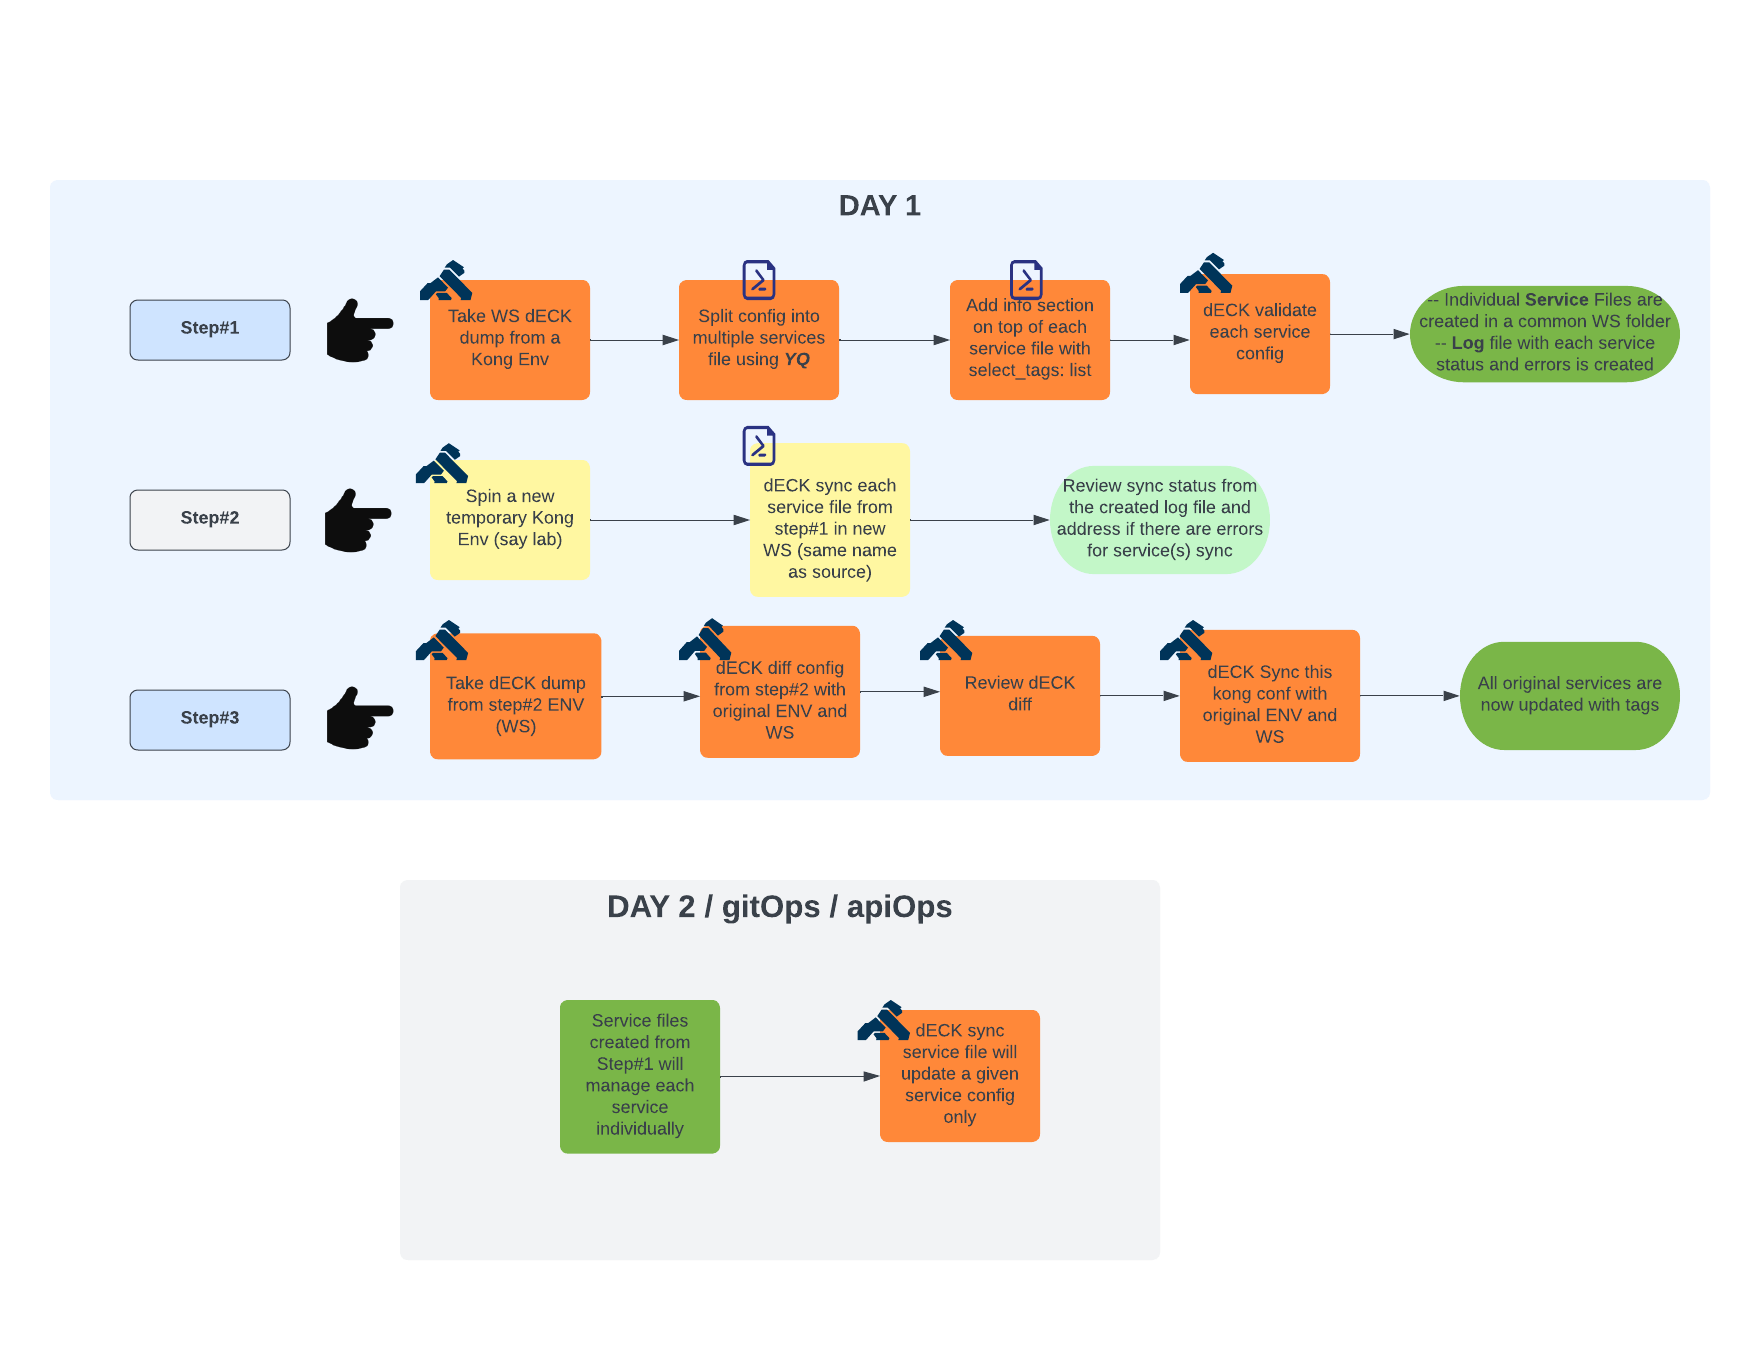 DAY 1
Step#1
Take WS dECK
dump from a
Kong Env
Split config into
multiple services
file using YQ
Add info section
on top of each
service file with
select_tags: list
dECK validate
each service
config
-- Individual Service Files are
created in a common WS folder
-- Log file with each service
status and errors is created
Step#2
Spin a new
temporary Kong
Env (say lab)
dECK sync each
service file from
step#1 in new
WS (same name
as source)
Review sync status from
the created log file and
address if there are errors
for service(s) sync
Step#3
Take dECK dump
from step#2 ENV
(WS)
dECK diff config
from step#2 with
original ENV and
WS
Review dECK
diff
dECK Sync this
kong conf with
original ENV and
WS
All original services are
now updated with tags
DAY 2 / gitOps / apiOps
Service files
created from
Step#1 will
manage each
service
individually
dECK sync
service file will
update a given
service config
only